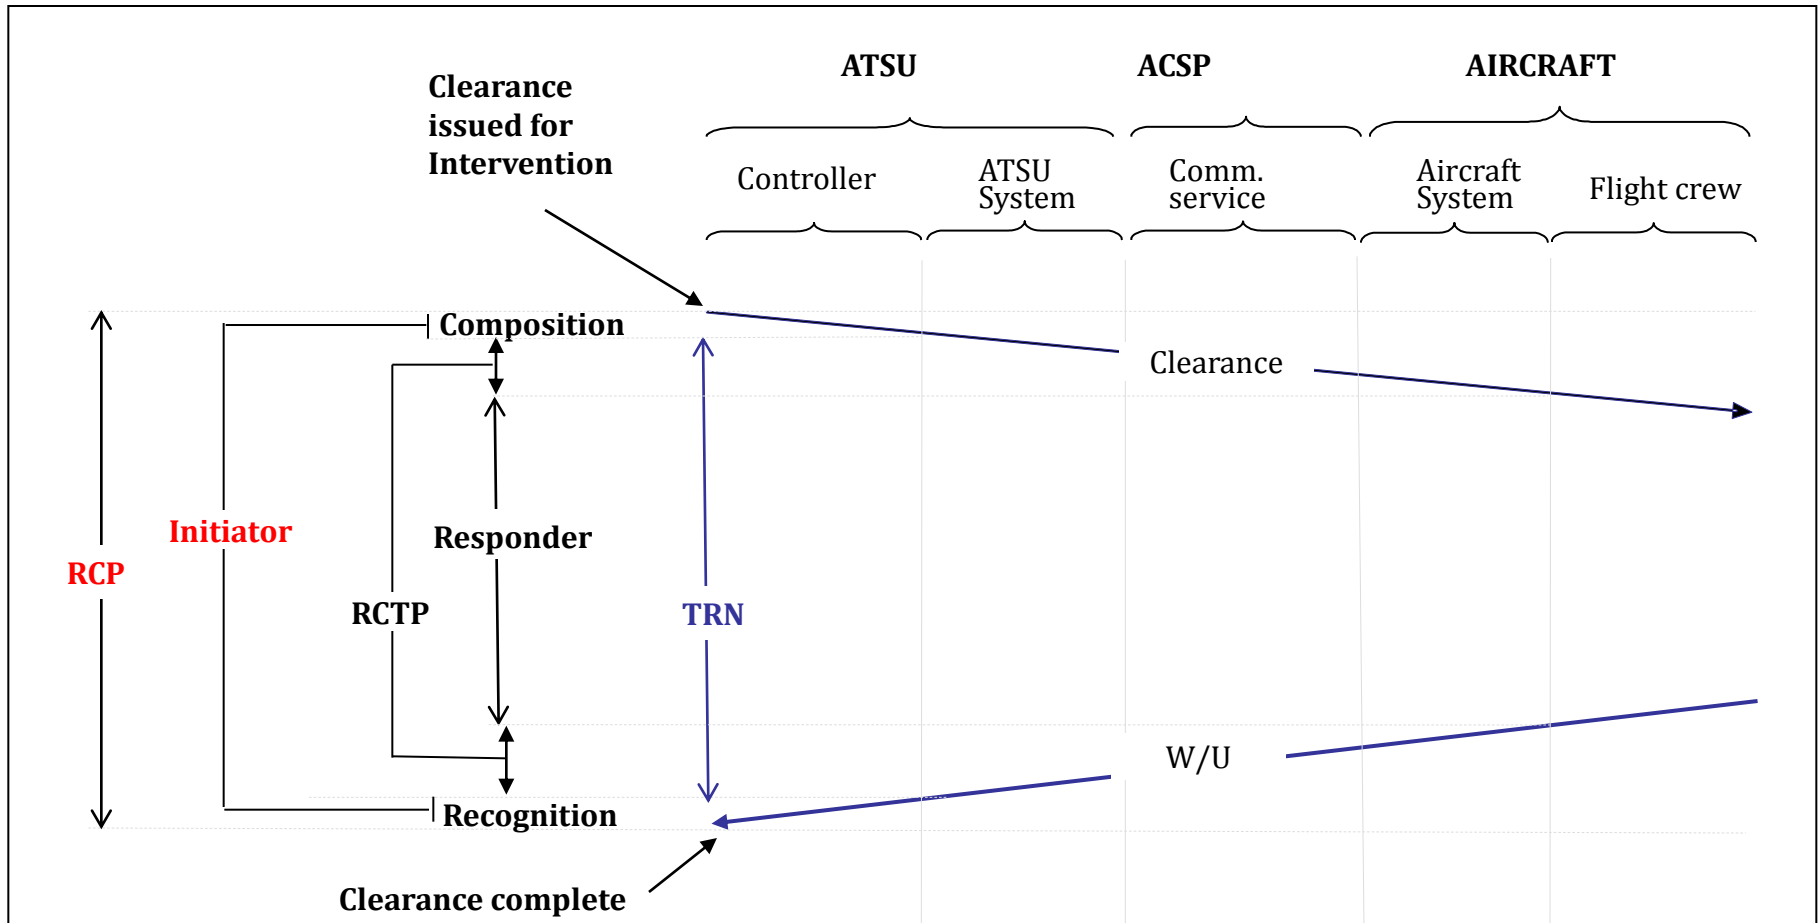 ATSU
ACSP
AIRCRAFT
Clearance
issued for
Intervention
Controller
ATSU
System
Comm.
service
Aircraft
System
Flight crew
Composition
Clearance
Initiator
Responder
RCP
RCTP
TRN
W/U
Recognition
Clearance complete